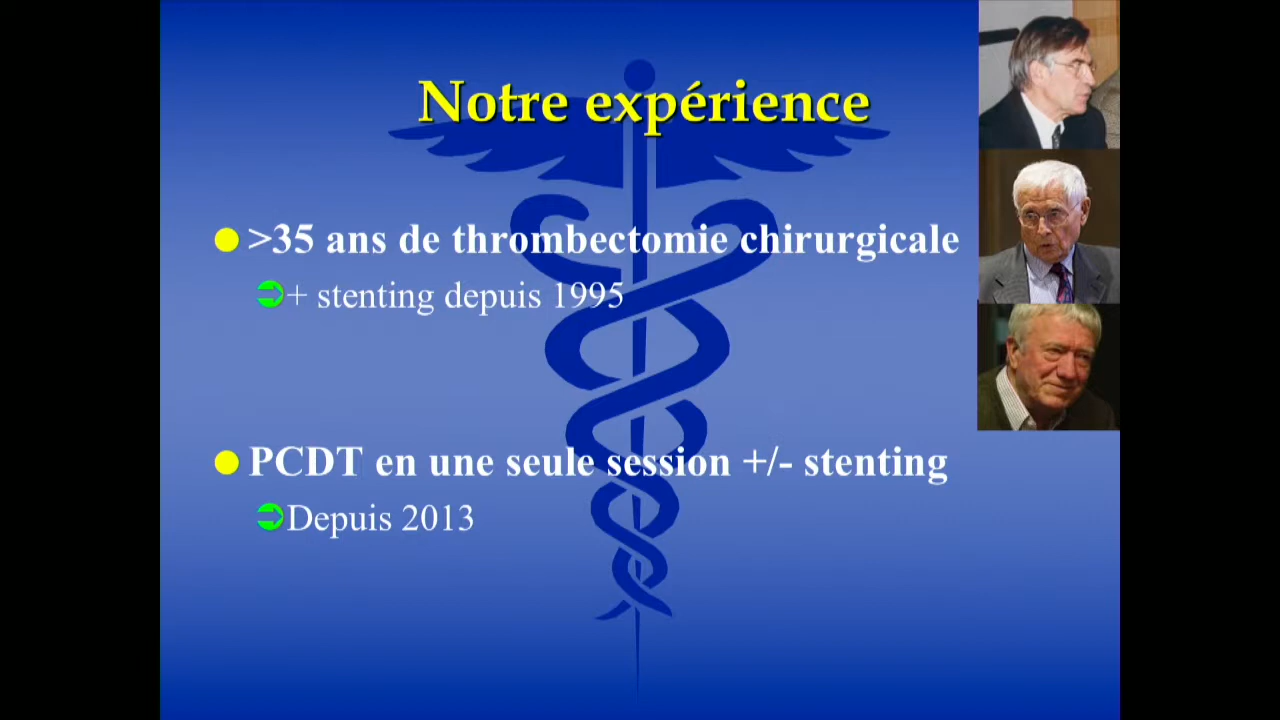 Notre expérience
>35 ans de thrombectomie chirurgicale
+ stenting depuis 1995
PCDT en une seule session +/- stenting
Depuis 2013